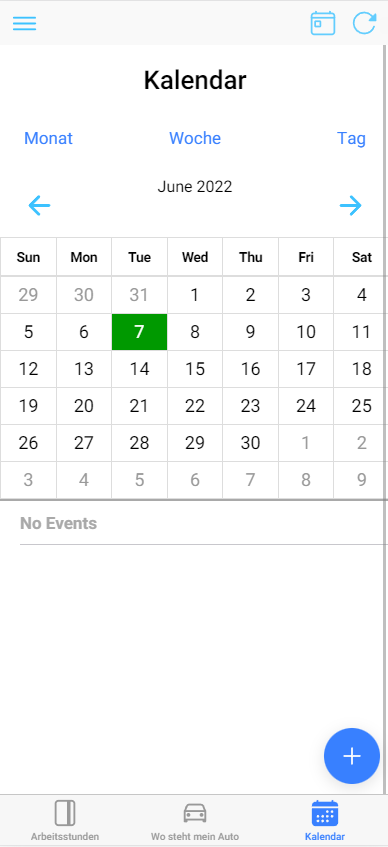 Kalendar
Monat Woche Tag
June 2022
Sun Mon Tue Wed Thu Fri Sat
29 30 31 1 2 3 4
5 6 7 8 9 10 11
12 13 14 15 16 17 18
19 20 21 22 23 24 25
26 27 28 29 30 1 2
3 4 5 6 7 8 9
No Events
Arbeitsstunden Wo steht mein Auto Kalendar